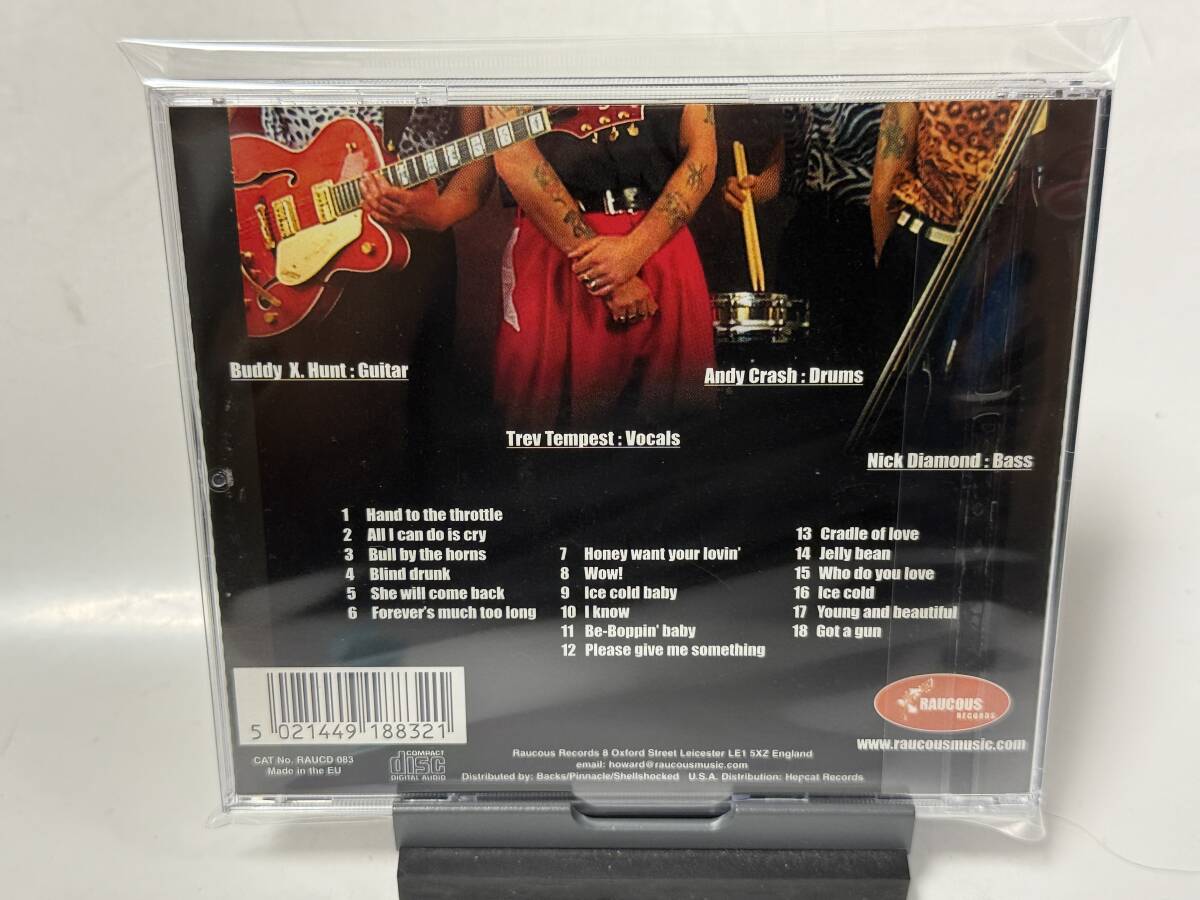 Buddy X. Hunt : Guitar
Andy Crash : Drums
Trev Tempest : Vocals
Nick Diamond : Bass
1 Hand to the throttle
2 All I can do is cry
3 Bull by the horns
4 Blind drunk
5 She will come back
6 Forever's much too long
7 Honey want your lovin'
8 Wow!
9 Ice cold baby
10 I know
11 Be-Boppin' baby
12 Please give me something
13 Cradle of love
14 Jelly bean
15 Who do you love
16 Ice cold
17 Young and beautiful
18 Got a gun
5 021449 188321
CAT No. RAUCD 083
Made in the EU
COMPACT
disc
DIGITAL AUDIO
Raucous Records 8 Oxford Street Leicester LE1 5XZ England
email: howard@raucousmusic.com
Distributed by: Backs/Pinnacle/Shellshocked U.S.A. Distribution: Hepcat Records
RAUCOUS
RECORDS
www.raucousmusic.com